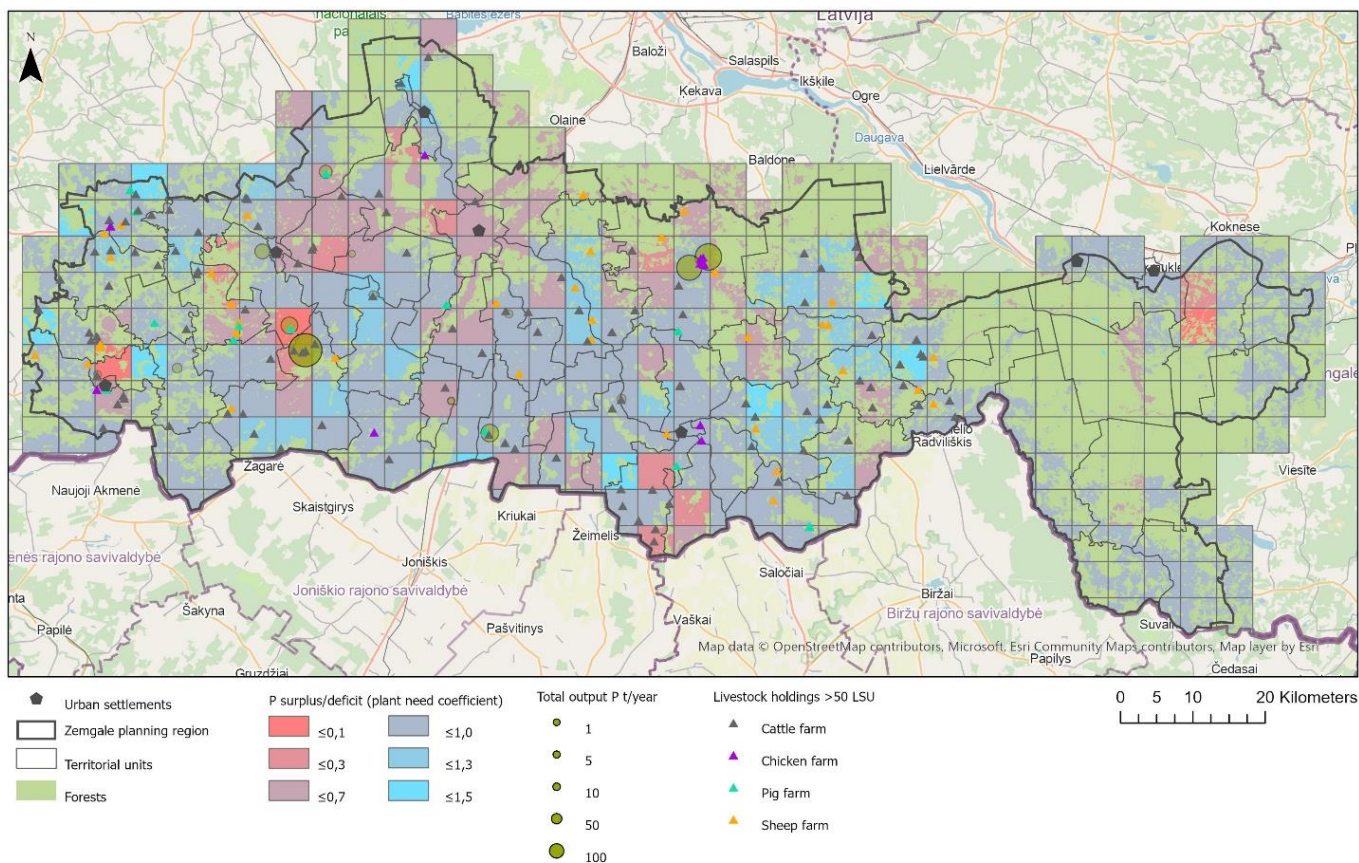 nacionalais
pa
Babītes ezers
Latvija
N
Baloži
Salaspils
Ikšķile
Ķekava
Ogre
Olaine
Daugava
Baldone
Lielvārde
Koknese
Radviliškis
Viesīte
Naujoji Akmenė
Žagarė
Skaistgirys
Kriukai
Žeimelis
enės rajono savivaldybė
Joniškis
Joniškio rajono savivaldybė
Saločiai
Biržai
Biržų rajono savivaldybė
Šakyna
Papilė
Pašvitinys
Vaškai
Suvain
Papilys
Čedasai
Gruzdžiai
Map data © OpenStreetMap contributors, Microsoft, Esri Community Maps contributors, Map layer by Esri
Urban settlements
Zemgale planning region
Territorial units
Forests
P surplus/deficit (plant need coefficient)
≤0,1
≤0,3
≤0,7
≤1,0
≤1,3
≤1,5
Total output P t/year
1
5
10
50
100
Livestock holdings >50 LSU
Cattle farm
Chicken farm
Pig farm
Sheep farm
0 5 10 20 Kilometers